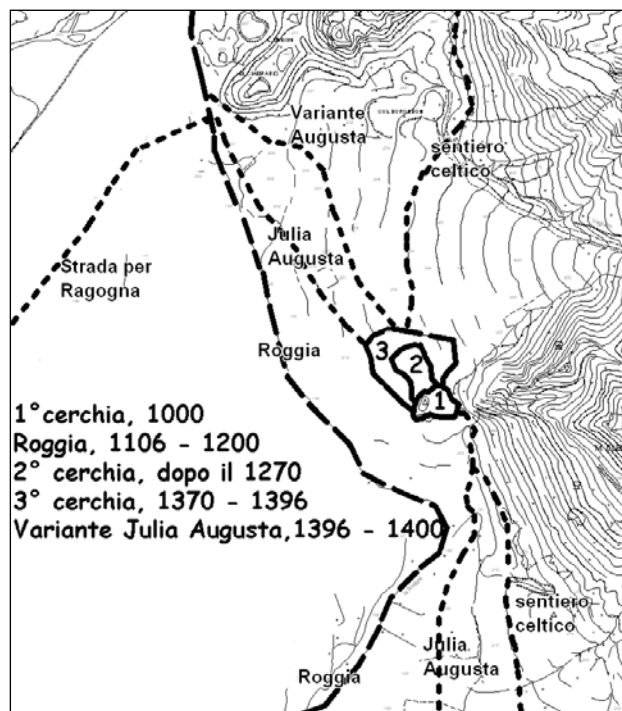 Variante
Augusta
sentiero
celtico
Julia
Augusta
Strada per
Ragogna
Roggia
3
2
1
1°cerchia, 1000
Roggia, 1106 - 1200
2° cerchia, dopo il 1270
3° cerchia, 1370 - 1396
Variante Julia Augusta,1396 - 1400
sentiero
celtico
Julia
Augusta
Roggia